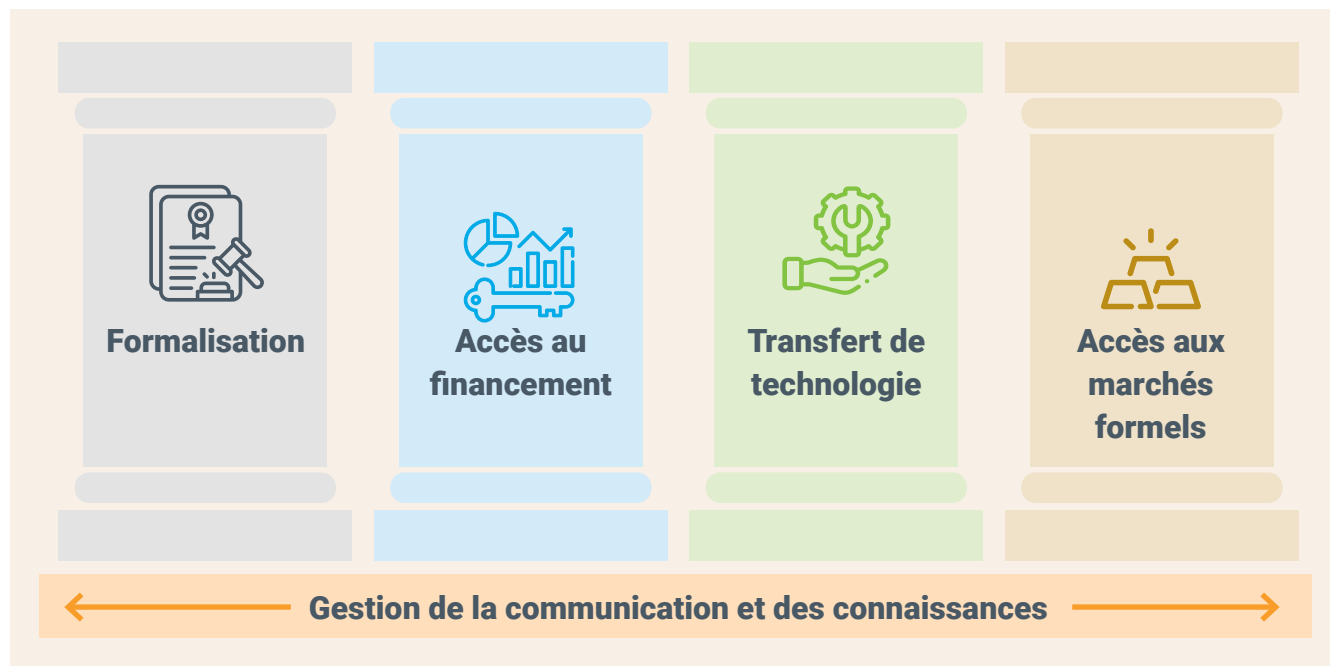 Formalisation
Accès au
financement
Transfert de
technologie
Accès aux
marchés
formels
Gestion de la communication et des connaissances